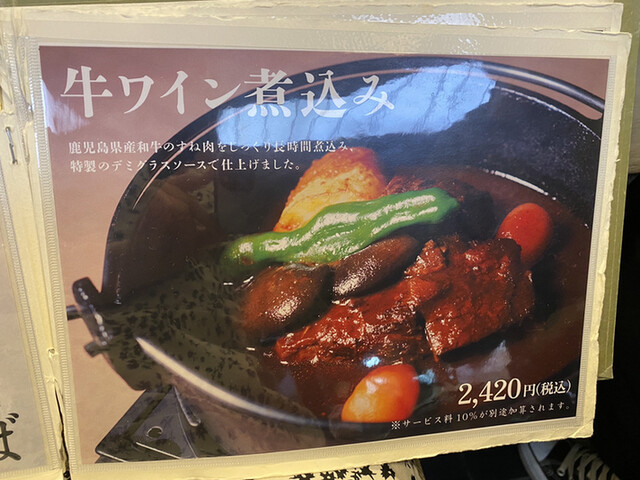 牛ワイン煮込み
鹿児島県産和牛のすね肉をじっくり長時間煮込み、
特製のデミグラスソースで仕上げました。
2,420円(税込)
※サービス料10%が別途加算されます。
ば